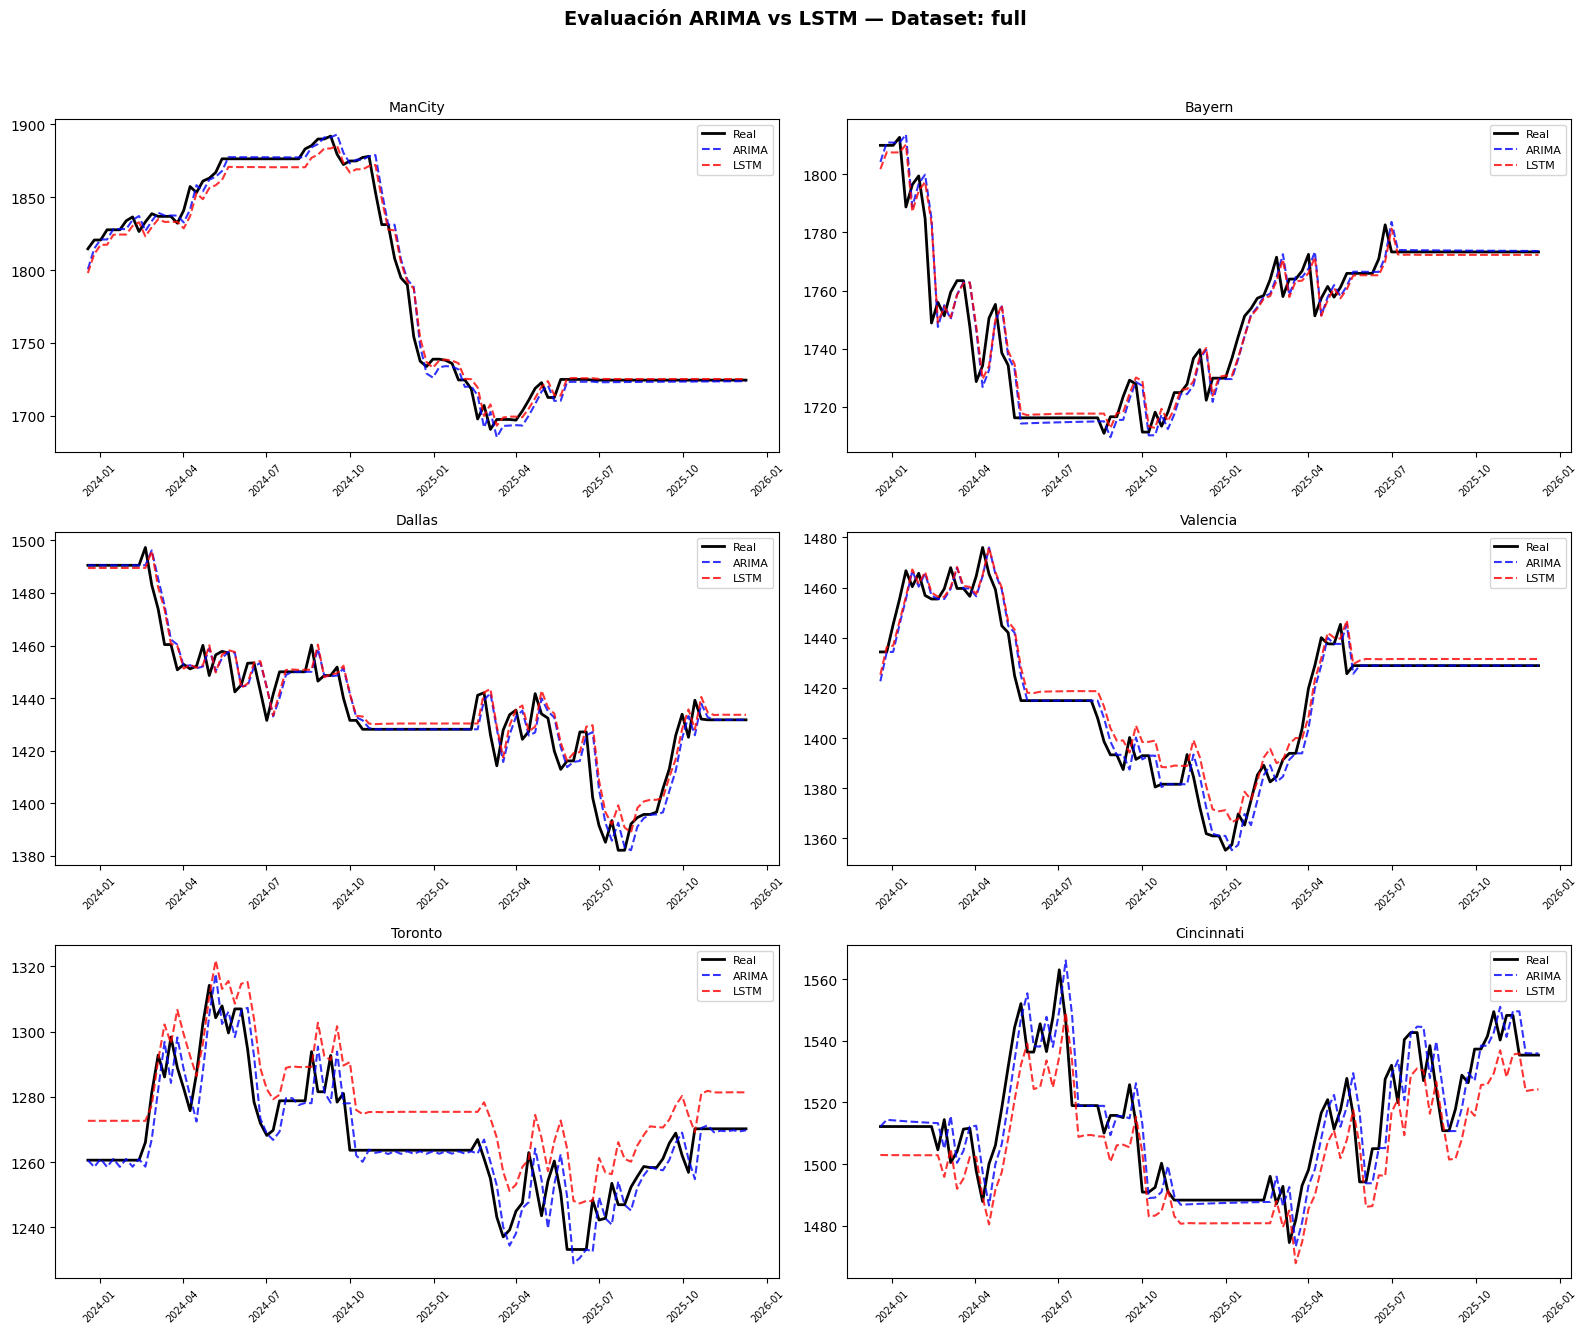 Evaluación ARIMA vs LSTM — Dataset: full
ManCity
1900
1850
1800
1750
1700
2024-01 2024-04 2024-07 2024-10 2025-01 2025-04 2025-07 2025-10 2026-01
Real
ARIMA
LSTM
Bayern
1800
1780
1760
1740
1720
2024-01 2024-04 2024-07 2024-10 2025-01 2025-04 2025-07 2025-10 2026-01
Real
ARIMA
LSTM
Dallas
1500
1480
1460
1440
1420
1400
1380
2024-01 2024-04 2024-07 2024-10 2025-01 2025-04 2025-07 2025-10 2026-01
Real
ARIMA
LSTM
Valencia
1480
1460
1440
1420
1400
1380
1360
2024-01 2024-04 2024-07 2024-10 2025-01 2025-04 2025-07 2025-10 2026-01
Real
ARIMA
LSTM
Toronto
1320
1300
1280
1260
1240
2024-01 2024-04 2024-07 2024-10 2025-01 2025-04 2025-07 2025-10 2026-01
Real
ARIMA
LSTM
Cincinnati
1560
1540
1520
1500
1480
2024-01 2024-04 2024-07 2024-10 2025-01 2025-04 2025-07 2025-10 2026-01
Real
ARIMA
LSTM